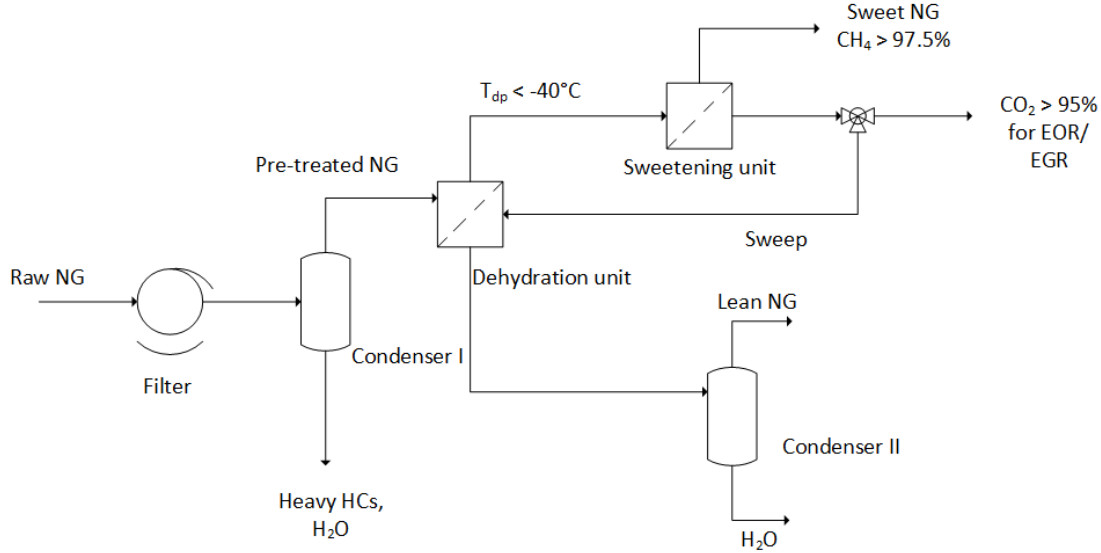 Sweet NG
CH₄ > 97.5%
T_dp < -40°C
CO₂ > 95%
for EOR/
EGR
Sweetening unit
Pre-treated NG
Sweep
Raw NG
Dehydration unit
Lean NG
Condenser I
Filter
Condenser II
Heavy HCs,
H₂O
H₂O